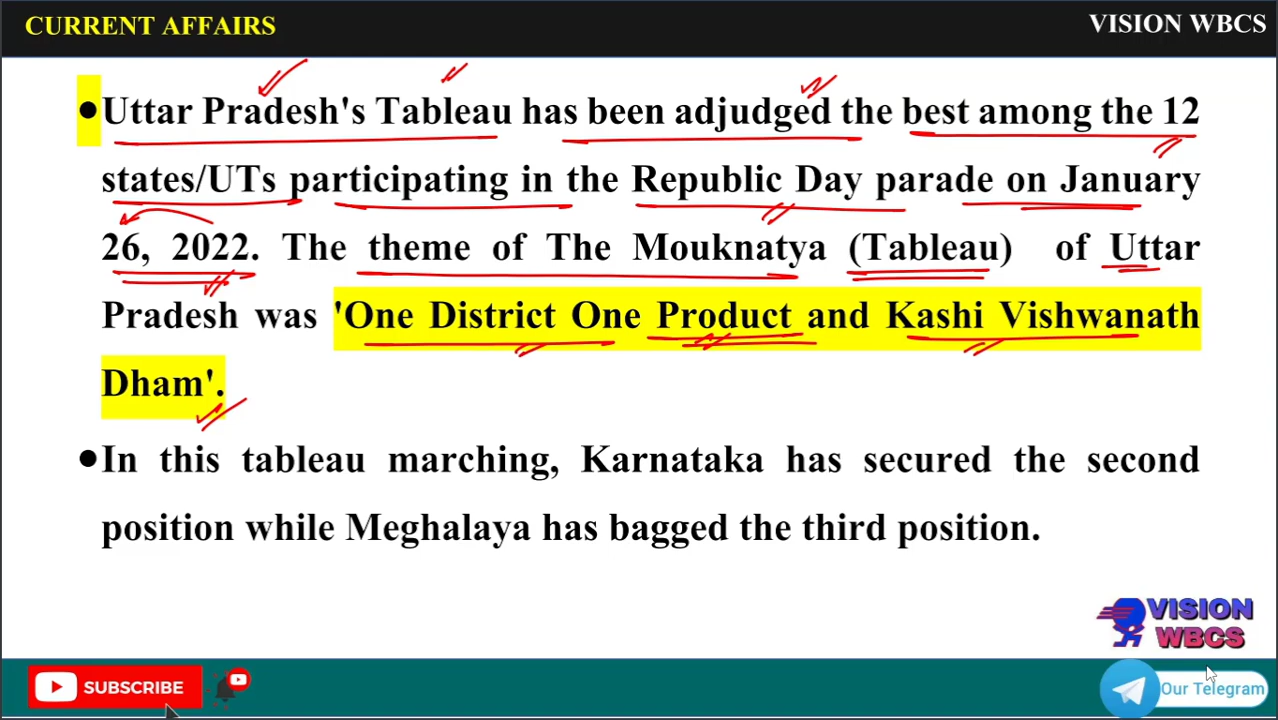 CURRENT AFFAIRS
VISION WBCS
•Uttar Pradesh's Tableau has been adjudged the best among the 12
states/UTs participating in the Republic Day parade on January
26, 2022. The theme of The Mouknatya (Tableau) of Uttar
Pradesh was 'One District One Product and Kashi Vishwanath
Dham'.
•In this tableau marching, Karnataka has secured the second
position while Meghalaya has bagged the third position.
VISION
WBCS
SUBSCRIBE
Our Telegram